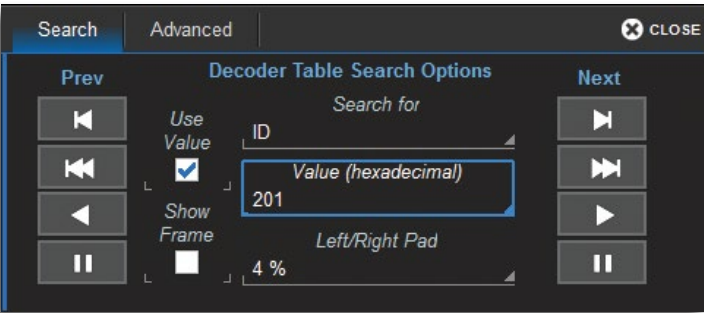 Search Advanced CLOSE
Prev Decoder Table Search Options Next
Search for
Use
Value
ID
Value (hexadecimal)
201
Show
Frame
Left/Right Pad
4 %